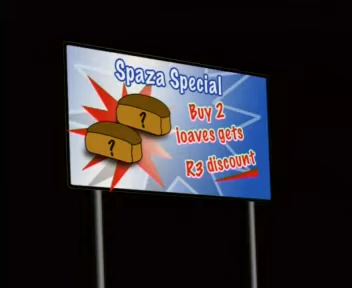 Spaza Special
Buy 2
loaves gets
R3 discount
?
?